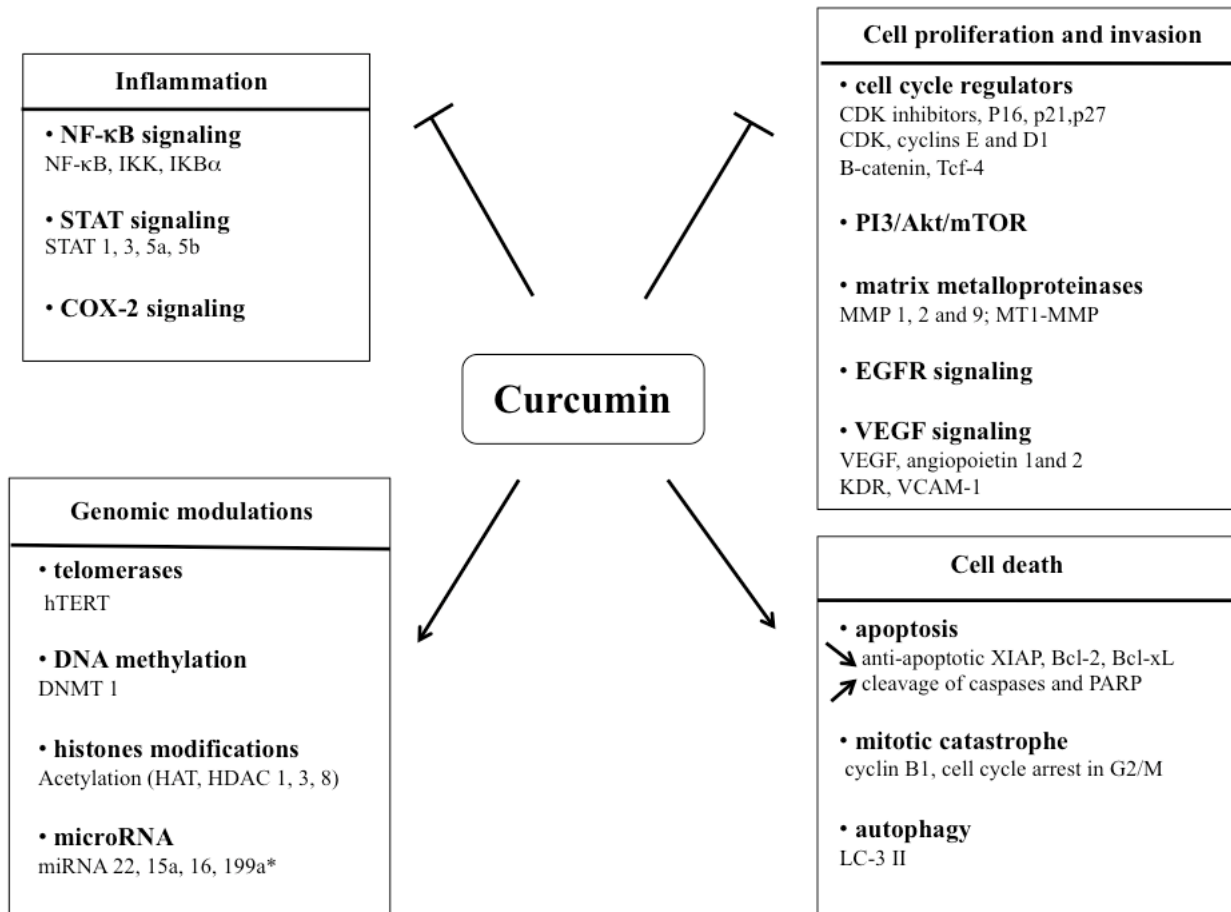 Inflammation
• NF-κB signaling
NF-κB, IKK, IKBα
• STAT signaling
STAT 1, 3, 5a, 5b
• COX-2 signaling
Cell proliferation and invasion
• cell cycle regulators
CDK inhibitors, P16, p21,p27
CDK, cyclins E and D1
B-catenin, Tcf-4
• PI3/Akt/mTOR
• matrix metalloproteinases
MMP 1, 2 and 9; MT1-MMP
• EGFR signaling
• VEGF signaling
VEGF, angiopoietin 1and 2
KDR, VCAM-1
Curcumin
Genomic modulations
• telomerases
hTERT
• DNA methylation
DNMT 1
• histones modifications
Acetylation (HAT, HDAC 1, 3, 8)
• microRNA
miRNA 22, 15a, 16, 199a*
Cell death
• apoptosis
anti-apoptotic XIAP, Bcl-2, Bcl-xL
cleavage of caspases and PARP
• mitotic catastrophe
cyclin B1, cell cycle arrest in G2/M
• autophagy
LC-3 II